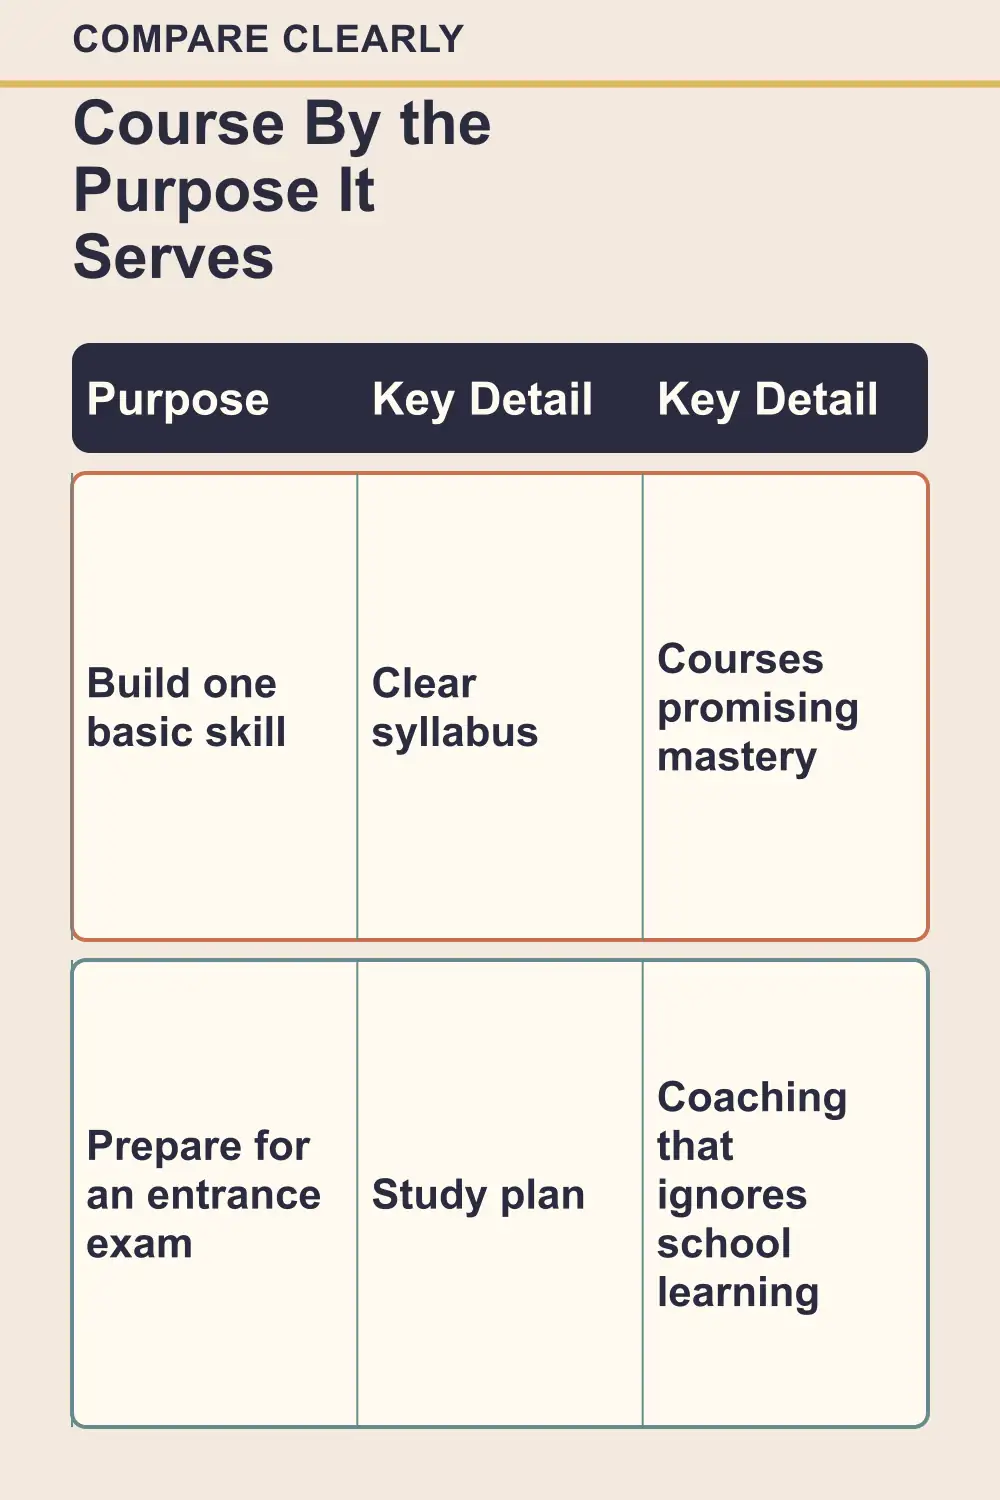 COMPARE CLEARLY
Course By the
Purpose It
Serves
Purpose Key Detail Key Detail
Build one
basic skill
Clear
syllabus
Courses
promising
mastery
Prepare for
an entrance
exam
Study plan
Coaching
that
ignores
school
learning